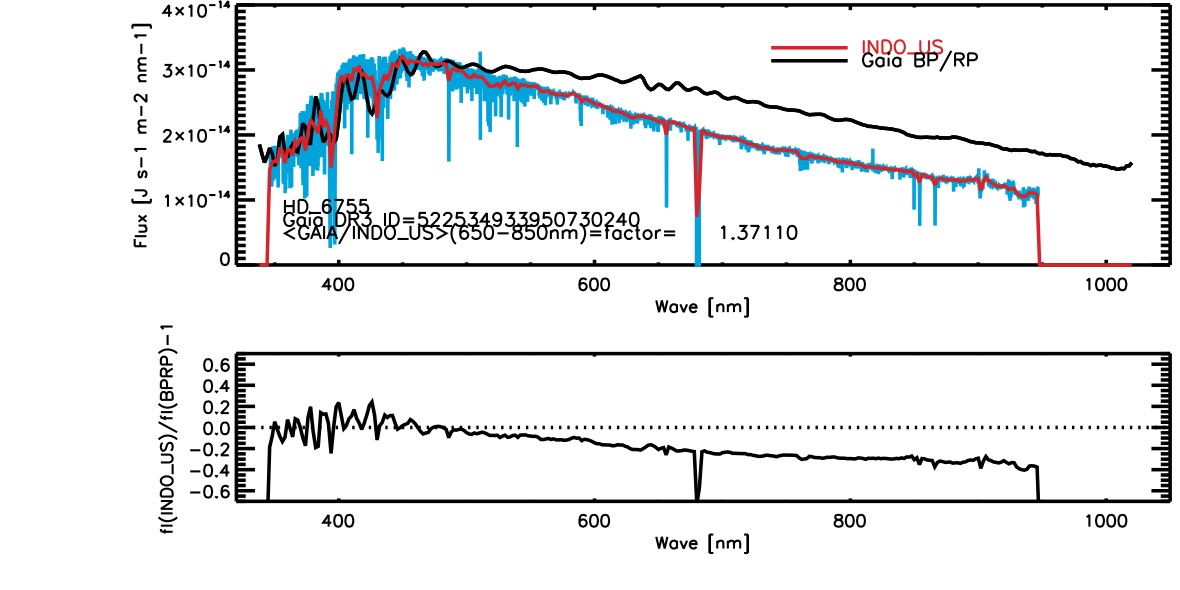 4×10−14
3×10−14
2×10−14
1×10−14
0
Flux [J s−1 m−2 nm−1]
INDO_US
Gaia BP/RP
HD_6755
Gaia DR3 ID=522534933950730240
<GAIA/INDO_US>(650−850nm)=factor= 1.37110
400 600 800 1000
Wave [nm]
0.6
0.4
0.2
0.0
−0.2
−0.4
−0.6
fl(INDO_US)/fl(BPRP)−1
400 600 800 1000
Wave [nm]